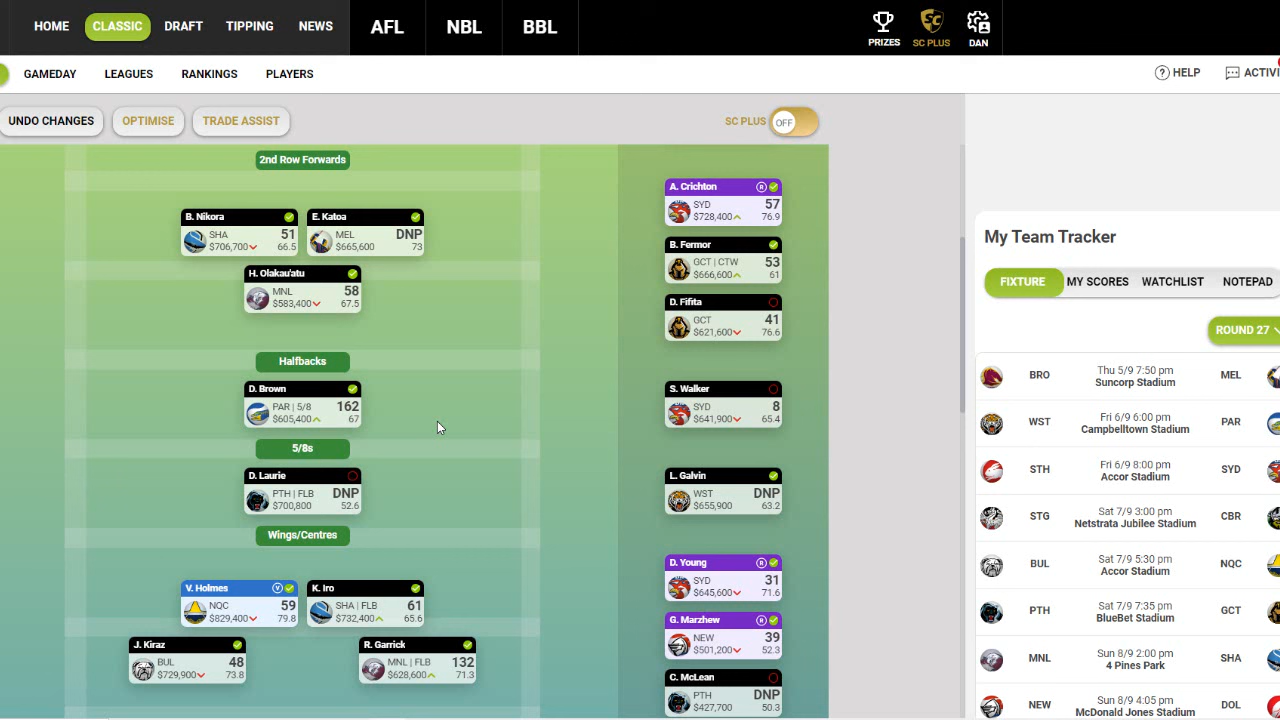 HOME CLASSIC DRAFT TIPPING NEWS AFL NBL BBL PRIZES SC PLUS DAN
GAMEDAY LEAGUES RANKINGS PLAYERS ? HELP ACTIVI
UNDO CHANGES OPTIMISE TRADE ASSIST SC PLUS OFF
2nd Row Forwards
B. Nikora
SHA 51
$706,700 66.5
E. Katoa
MEL DNP
$665,600 73
H. Olakau'atu
MNL 58
$583,400 67.5
Halfbacks
D. Brown
PAR | 5/8 162
$605,400 67
5/8s
D. Laurie
PTH | FLB DNP
$700,800 52.6
Wings/Centres
V. Holmes V
NQC 59
$829,400 79.8
K. Iro
SHA | FLB 61
$732,400 65.6
J. Kiraz
BUL 48
$729,900 73.8
R. Garrick
MNL | FLB 132
$628,600 71.3
A. Crichton R
SYD 57
$728,400 76.9
B. Fermor
GCT | CTW 53
$666,600 61
D. Fifita
GCT 41
$621,600 76.6
S. Walker
SYD 8
$641,900 65.4
L. Galvin
WST DNP
$655,900 63.2
D. Young R
SYD 31
$645,600 71.6
G. Marzhew R
NEW 39
$501,200 52.3
C. McLean
PTH DNP
$427,700 50.3
My Team Tracker
FIXTURE MY SCORES WATCHLIST NOTEPAD
ROUND 27
BRO Thu 5/9 7:50 pm MEL
Suncorp Stadium
WST Fri 6/9 6:00 pm PAR
Campbelltown Stadium
STH Fri 6/9 8:00 pm SYD
Accor Stadium
STG Sat 7/9 3:00 pm CBR
Netstrata Jubilee Stadium
BUL Sat 7/9 5:30 pm NQC
Accor Stadium
PTH Sat 7/9 7:35 pm GCT
BlueBet Stadium
MNL Sun 8/9 2:00 pm SHA
4 Pines Park
NEW Sun 8/9 4:05 pm DOL
McDonald Jones Stadium